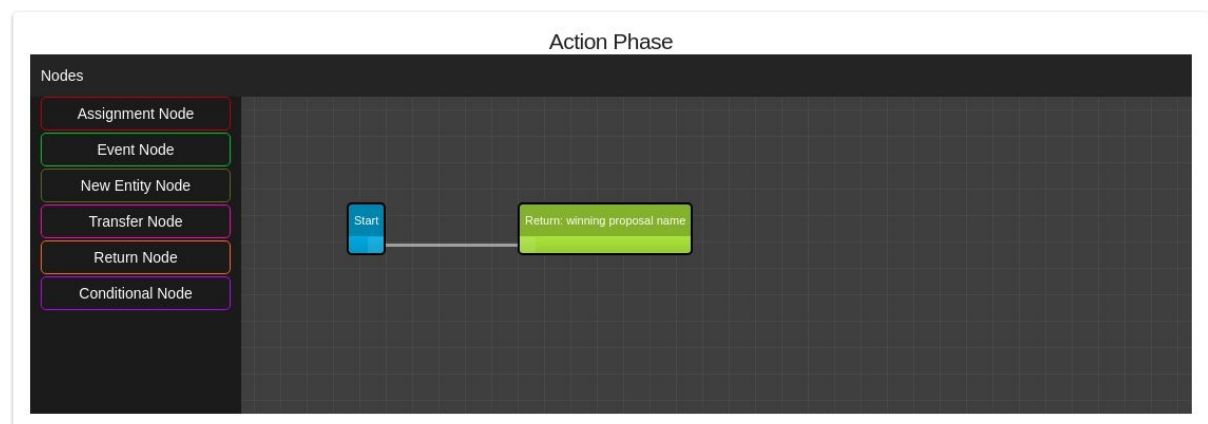 Action Phase
Nodes
Assignment Node
Event Node
New Entity Node
Transfer Node
Return Node
Conditional Node
Start
Return: winning proposal name